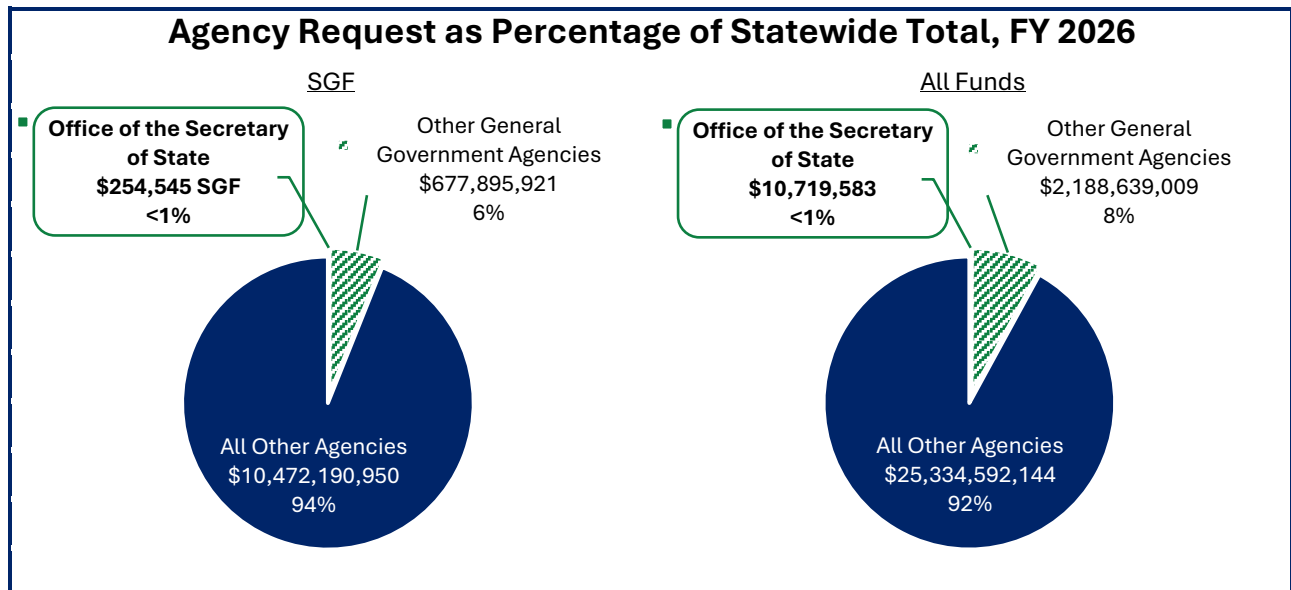 Agency Request as Percentage of Statewide Total, FY 2026
SGF
Office of the Secretary
of State
$254,545 SGF
<1%
Other General
Government Agencies
$677,895,921
6%
All Other Agencies
$10,472,190,950
94%
All Funds
Office of the Secretary
of State
$10,719,583
<1%
Other General
Government Agencies
$2,188,639,009
8%
All Other Agencies
$25,334,592,144
92%